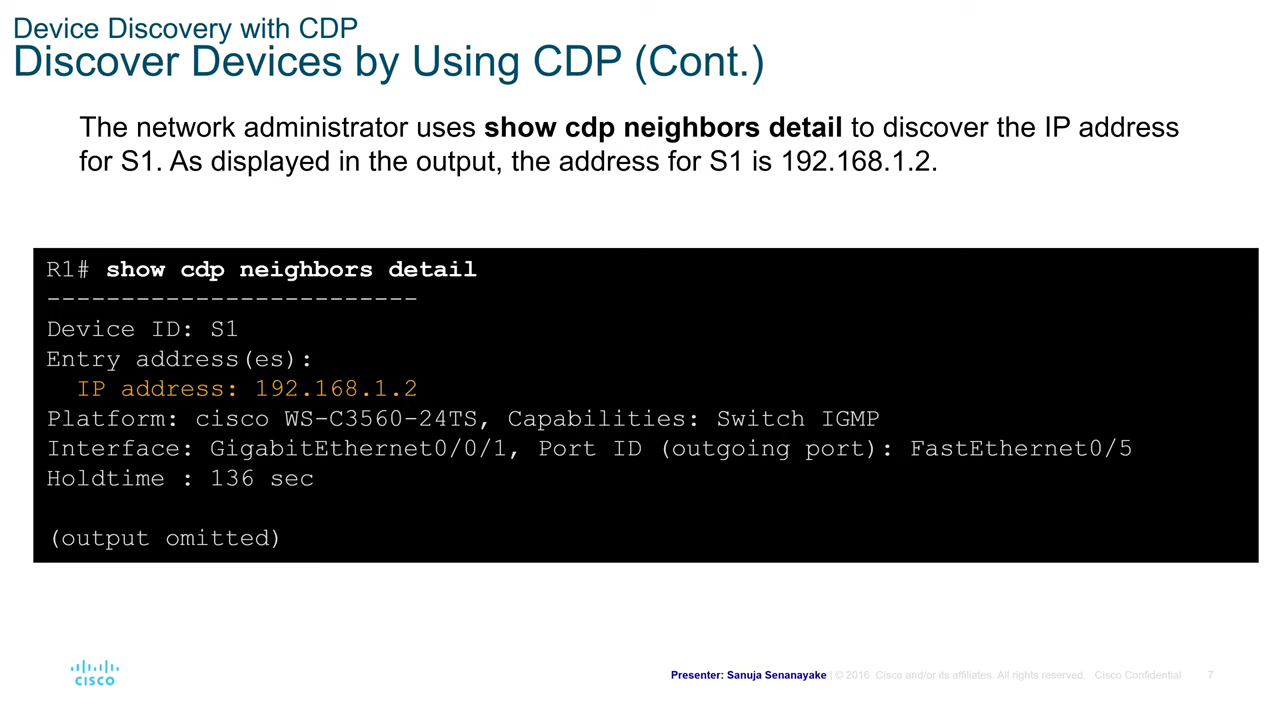 Device Discovery with CDP
Discover Devices by Using CDP (Cont.)
The network administrator uses show cdp neighbors detail to discover the IP address
for S1. As displayed in the output, the address for S1 is 192.168.1.2.
R1# show cdp neighbors detail
-------------------------
Device ID: S1
Entry address(es):
  IP address: 192.168.1.2
Platform: cisco WS-C3560-24TS, Capabilities: Switch IGMP
Interface: GigabitEthernet0/0/1, Port ID (outgoing port): FastEthernet0/5
Holdtime : 136 sec
(output omitted)
CISCO
Presenter: Sanuja Senanayake | © 2016 Cisco and/or its affiliates. All rights reserved. Cisco Confidential 7